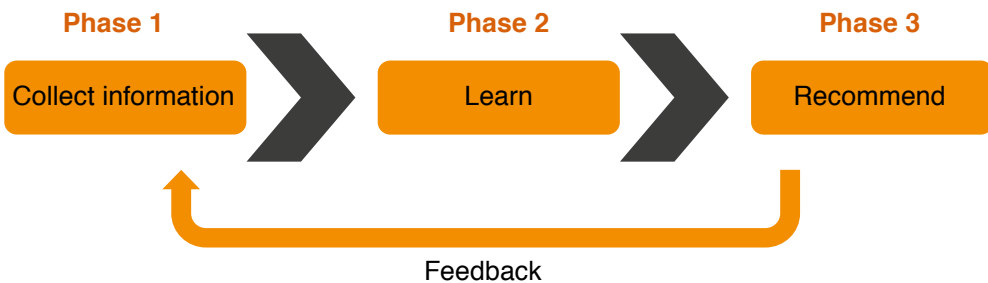 Phase 1
Phase 2
Phase 3
Collect information
Learn
Recommend
Feedback